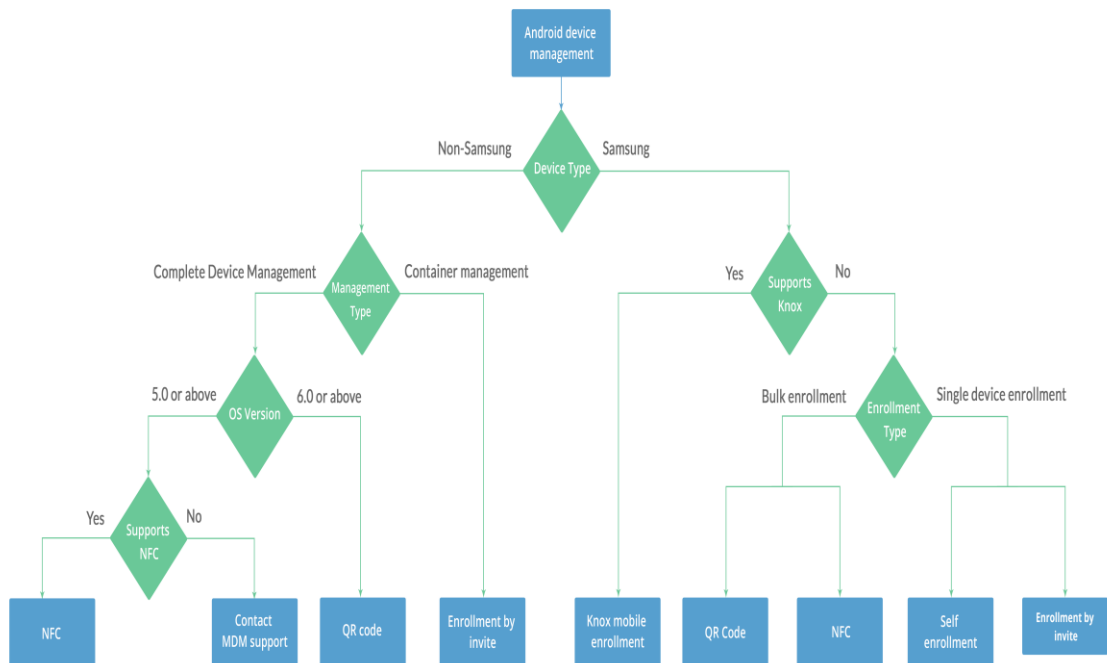 Android device
management
Non-Samsung
Samsung
Device Type
Complete Device Management
Container management
Management
Type
Yes
No
Supports
Knox
5.0 or above
6.0 or above
OS Version
Bulk enrollment
Single device enrollment
Enrollment
Type
Yes
No
Supports
NFC
NFC
Contact
MDM support
QR code
Enrollment by
invite
Knox mobile
enrollment
QR Code
NFC
Self
enrollment
Enrollment by
invite